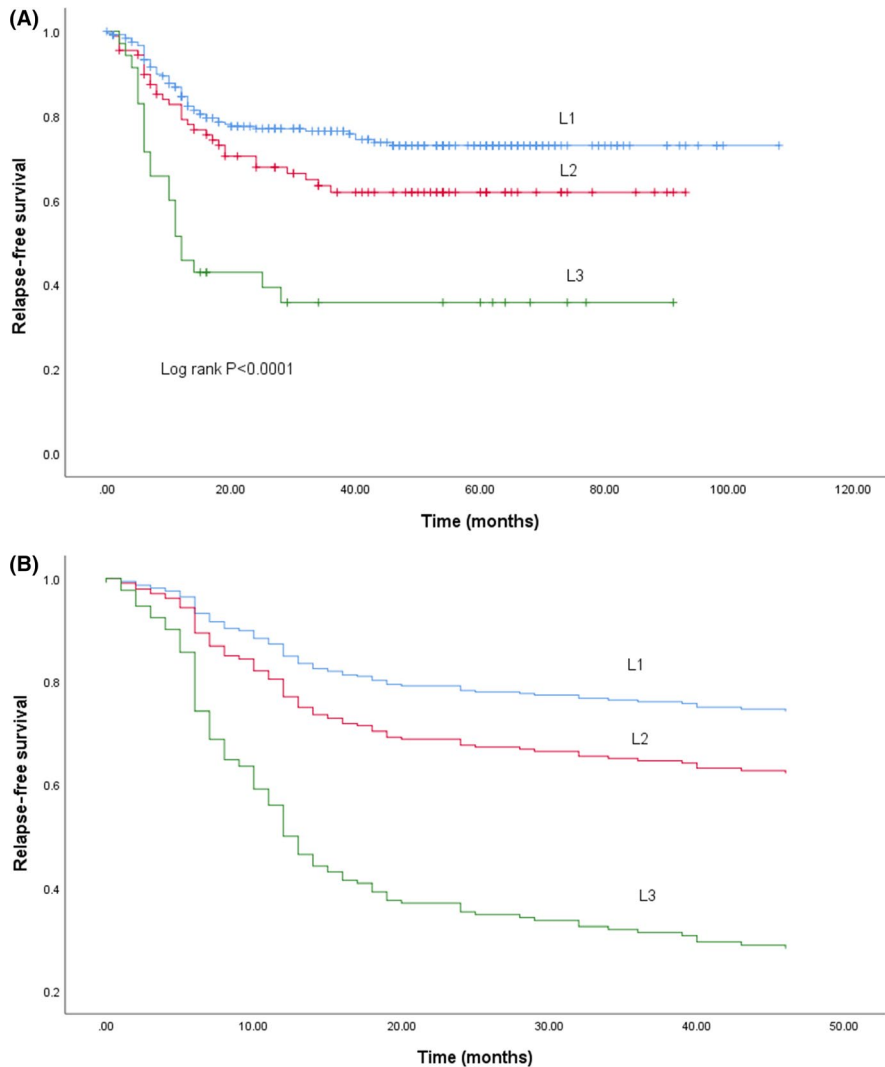 (A)
1.0
0.8
0.6
0.4
0.2
0.0
Relapse-free survival
L1
L2
L3
Log rank P<0.0001
.00 20.00 40.00 60.00 80.00 100.00 120.00
Time (months)
(B)
1.0
0.8
0.6
0.4
0.2
Relapse-free survival
L1
L2
L3
.00 10.00 20.00 30.00 40.00 50.00
Time (months)